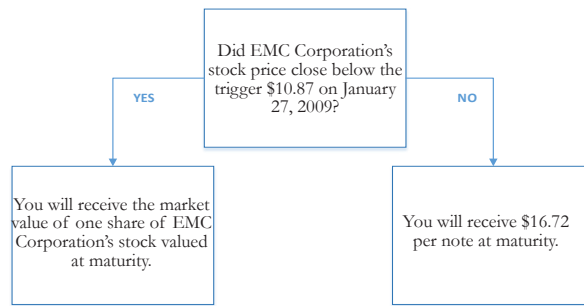 Did EMC Corporation's
stock price close below the
trigger $10.87 on January
27, 2009?
YES
NO
You will receive the market
value of one share of EMC
Corporation's stock valued
at maturity.
You will receive $16.72
per note at maturity.